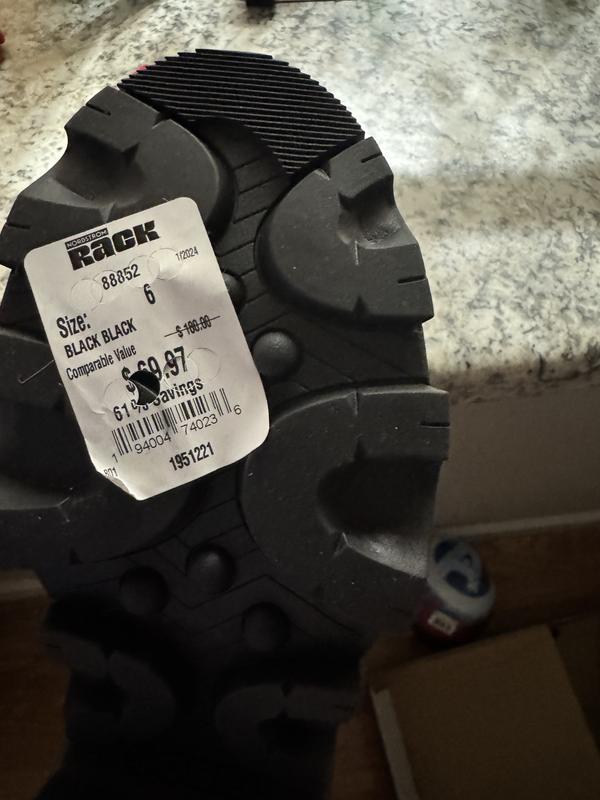 NORDSTROM
Rack
88852 1/2024
6
Size:
BLACK BLACK
$ 180.00
Comparable Value
$69.97
61% Savings
1 94004 74023 6
801
1951221